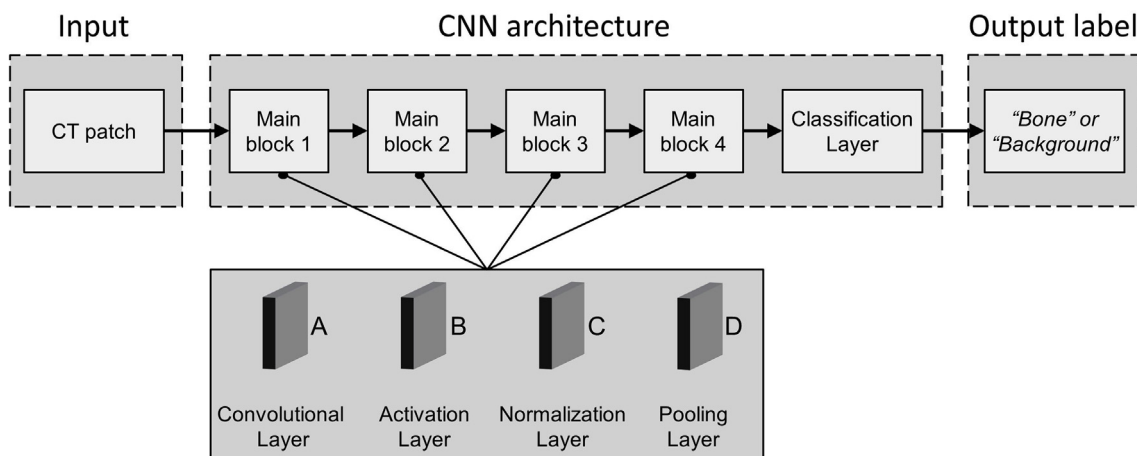 Input
CNN architecture
Output label
CT patch
Main
block 1
Main
block 2
Main
block 3
Main
block 4
Classification
Layer
“Bone” or
“Background”
A
B
C
D
Convolutional
Layer
Activation
Layer
Normalization
Layer
Pooling
Layer